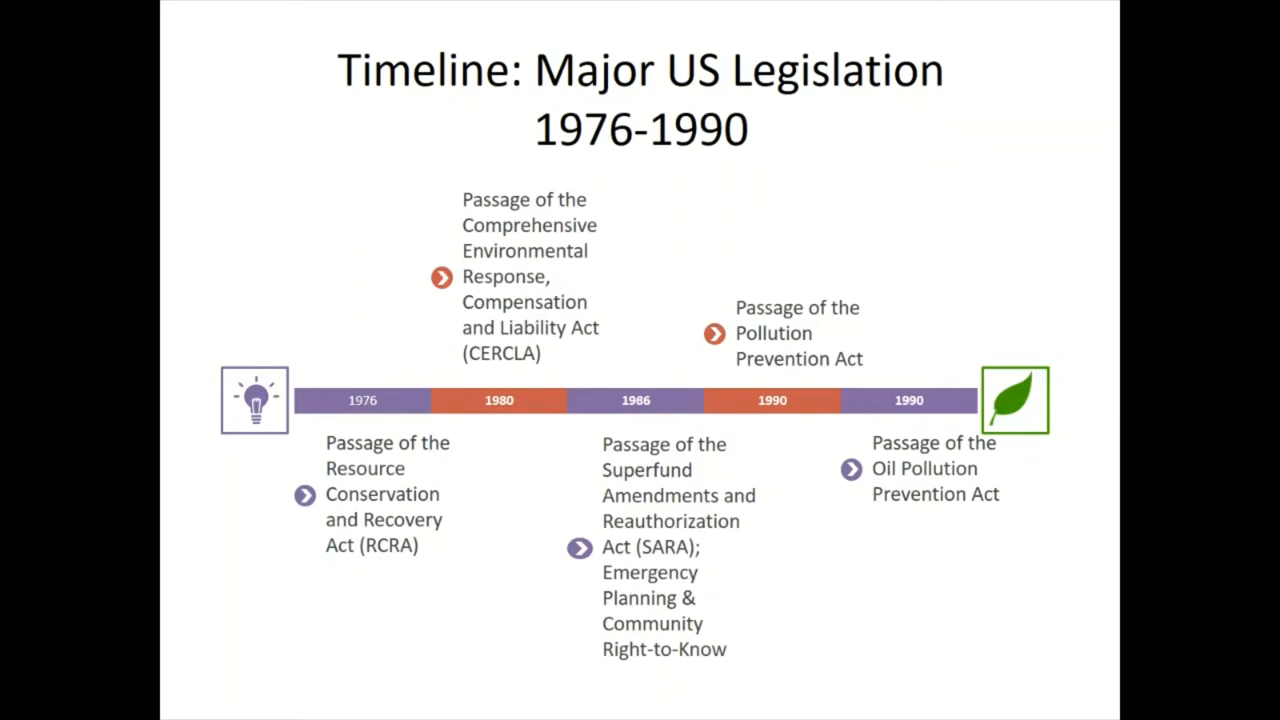 Timeline: Major US Legislation
1976-1990
Passage of the
Comprehensive
Environmental
Response,
Compensation
and Liability Act
(CERCLA)
Passage of the
Pollution
Prevention Act
1976
1980
1986
1990
1990
Passage of the
Resource
Conservation
and Recovery
Act (RCRA)
Passage of the
Superfund
Amendments and
Reauthorization
Act (SARA);
Emergency
Planning &
Community
Right-to-Know
Passage of the
Oil Pollution
Prevention Act